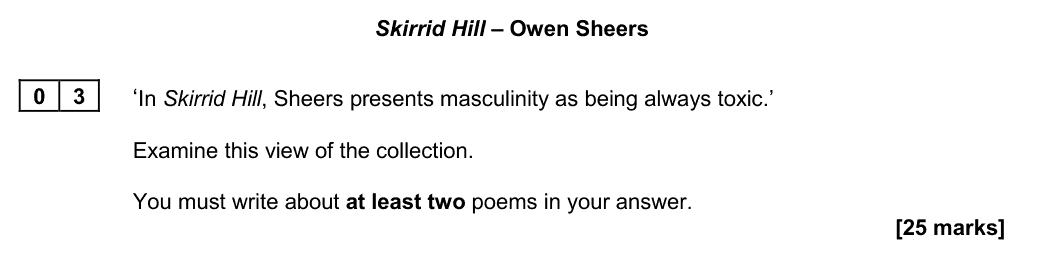 Skirrid Hill – Owen Sheers
0 3 ‘In Skirrid Hill, Sheers presents masculinity as being always toxic.’
Examine this view of the collection.
You must write about at least two poems in your answer.
[25 marks]